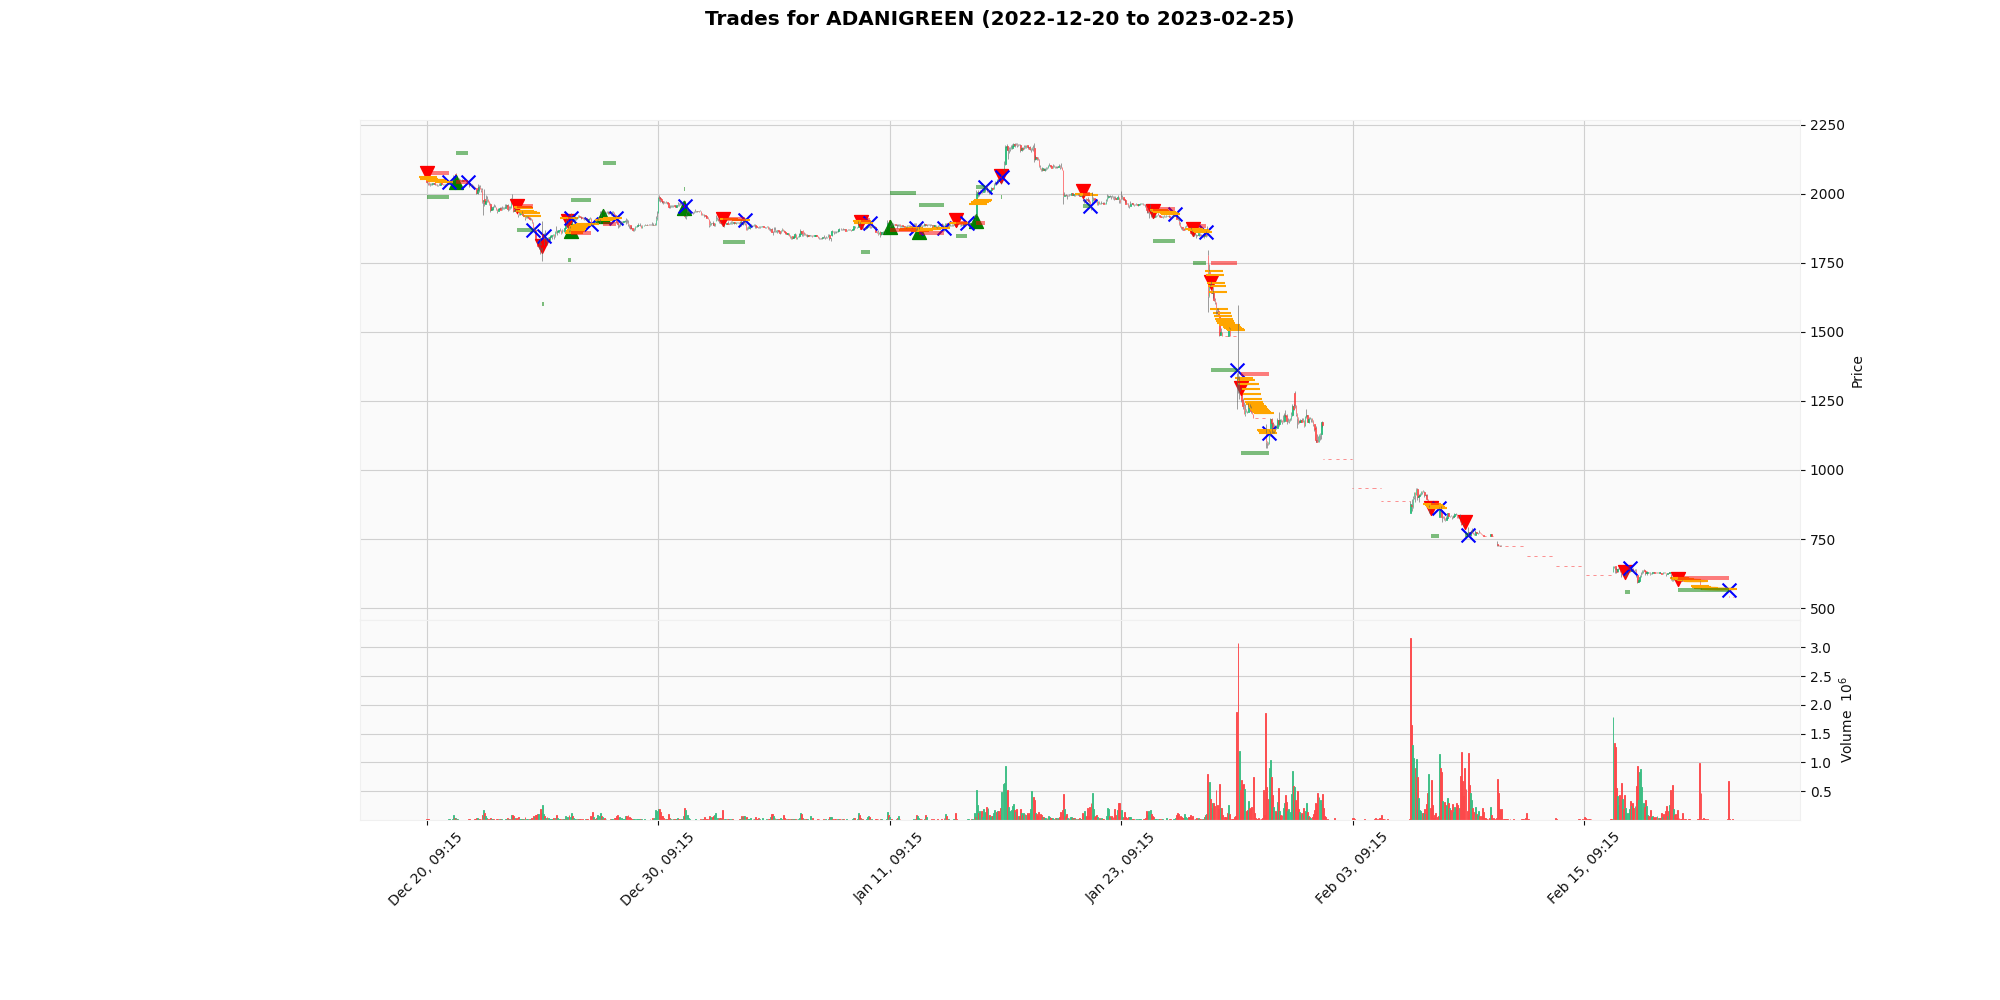 Trades for ADANIGREEN (2022-12-20 to 2023-02-25)
2250
2000
1750
1500
1250
1000
750
500
Price
3.0
2.5
2.0
1.5
1.0
0.5
Volume 10⁶
Dec 20, 09:15
Dec 30, 09:15
Jan 11, 09:15
Jan 23, 09:15
Feb 03, 09:15
Feb 15, 09:15